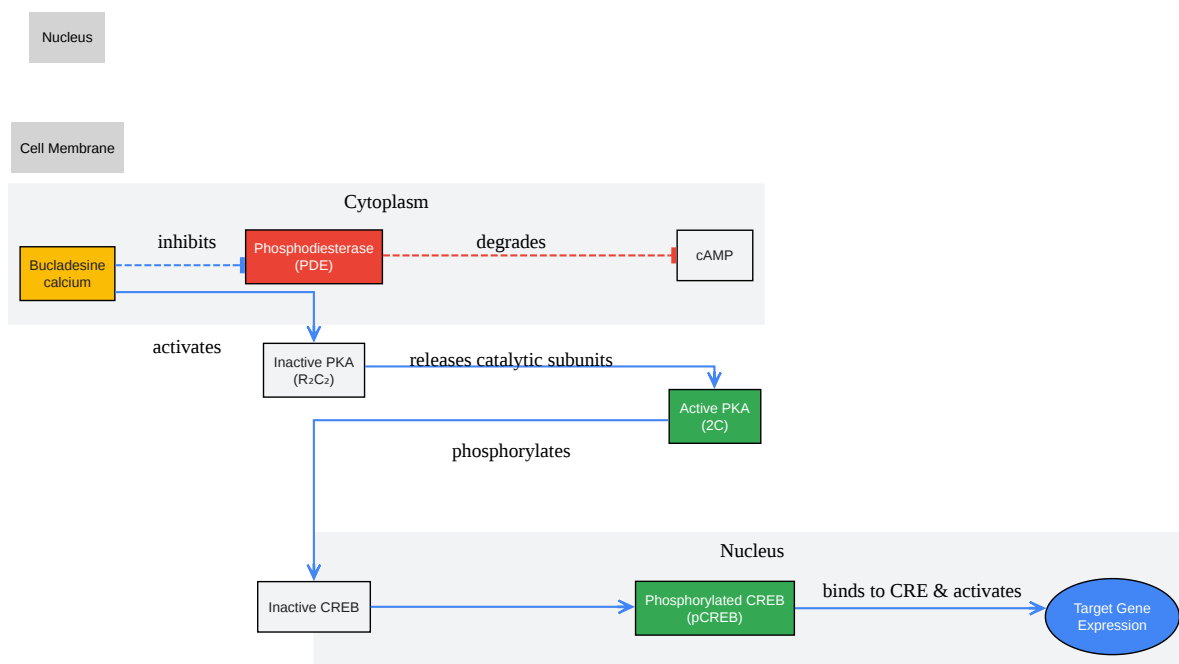 Nucleus
Cell Membrane
Cytoplasm
inhibits
degrades
Bucladesine
calcium
Phosphodiesterase
(PDE)
cAMP
activates
Inactive PKA
(R₂C₂)
releases catalytic subunits
Active PKA
(2C)
phosphorylates
Nucleus
Inactive CREB
Phosphorylated CREB
(pCREB)
binds to CRE & activates
Target Gene
Expression